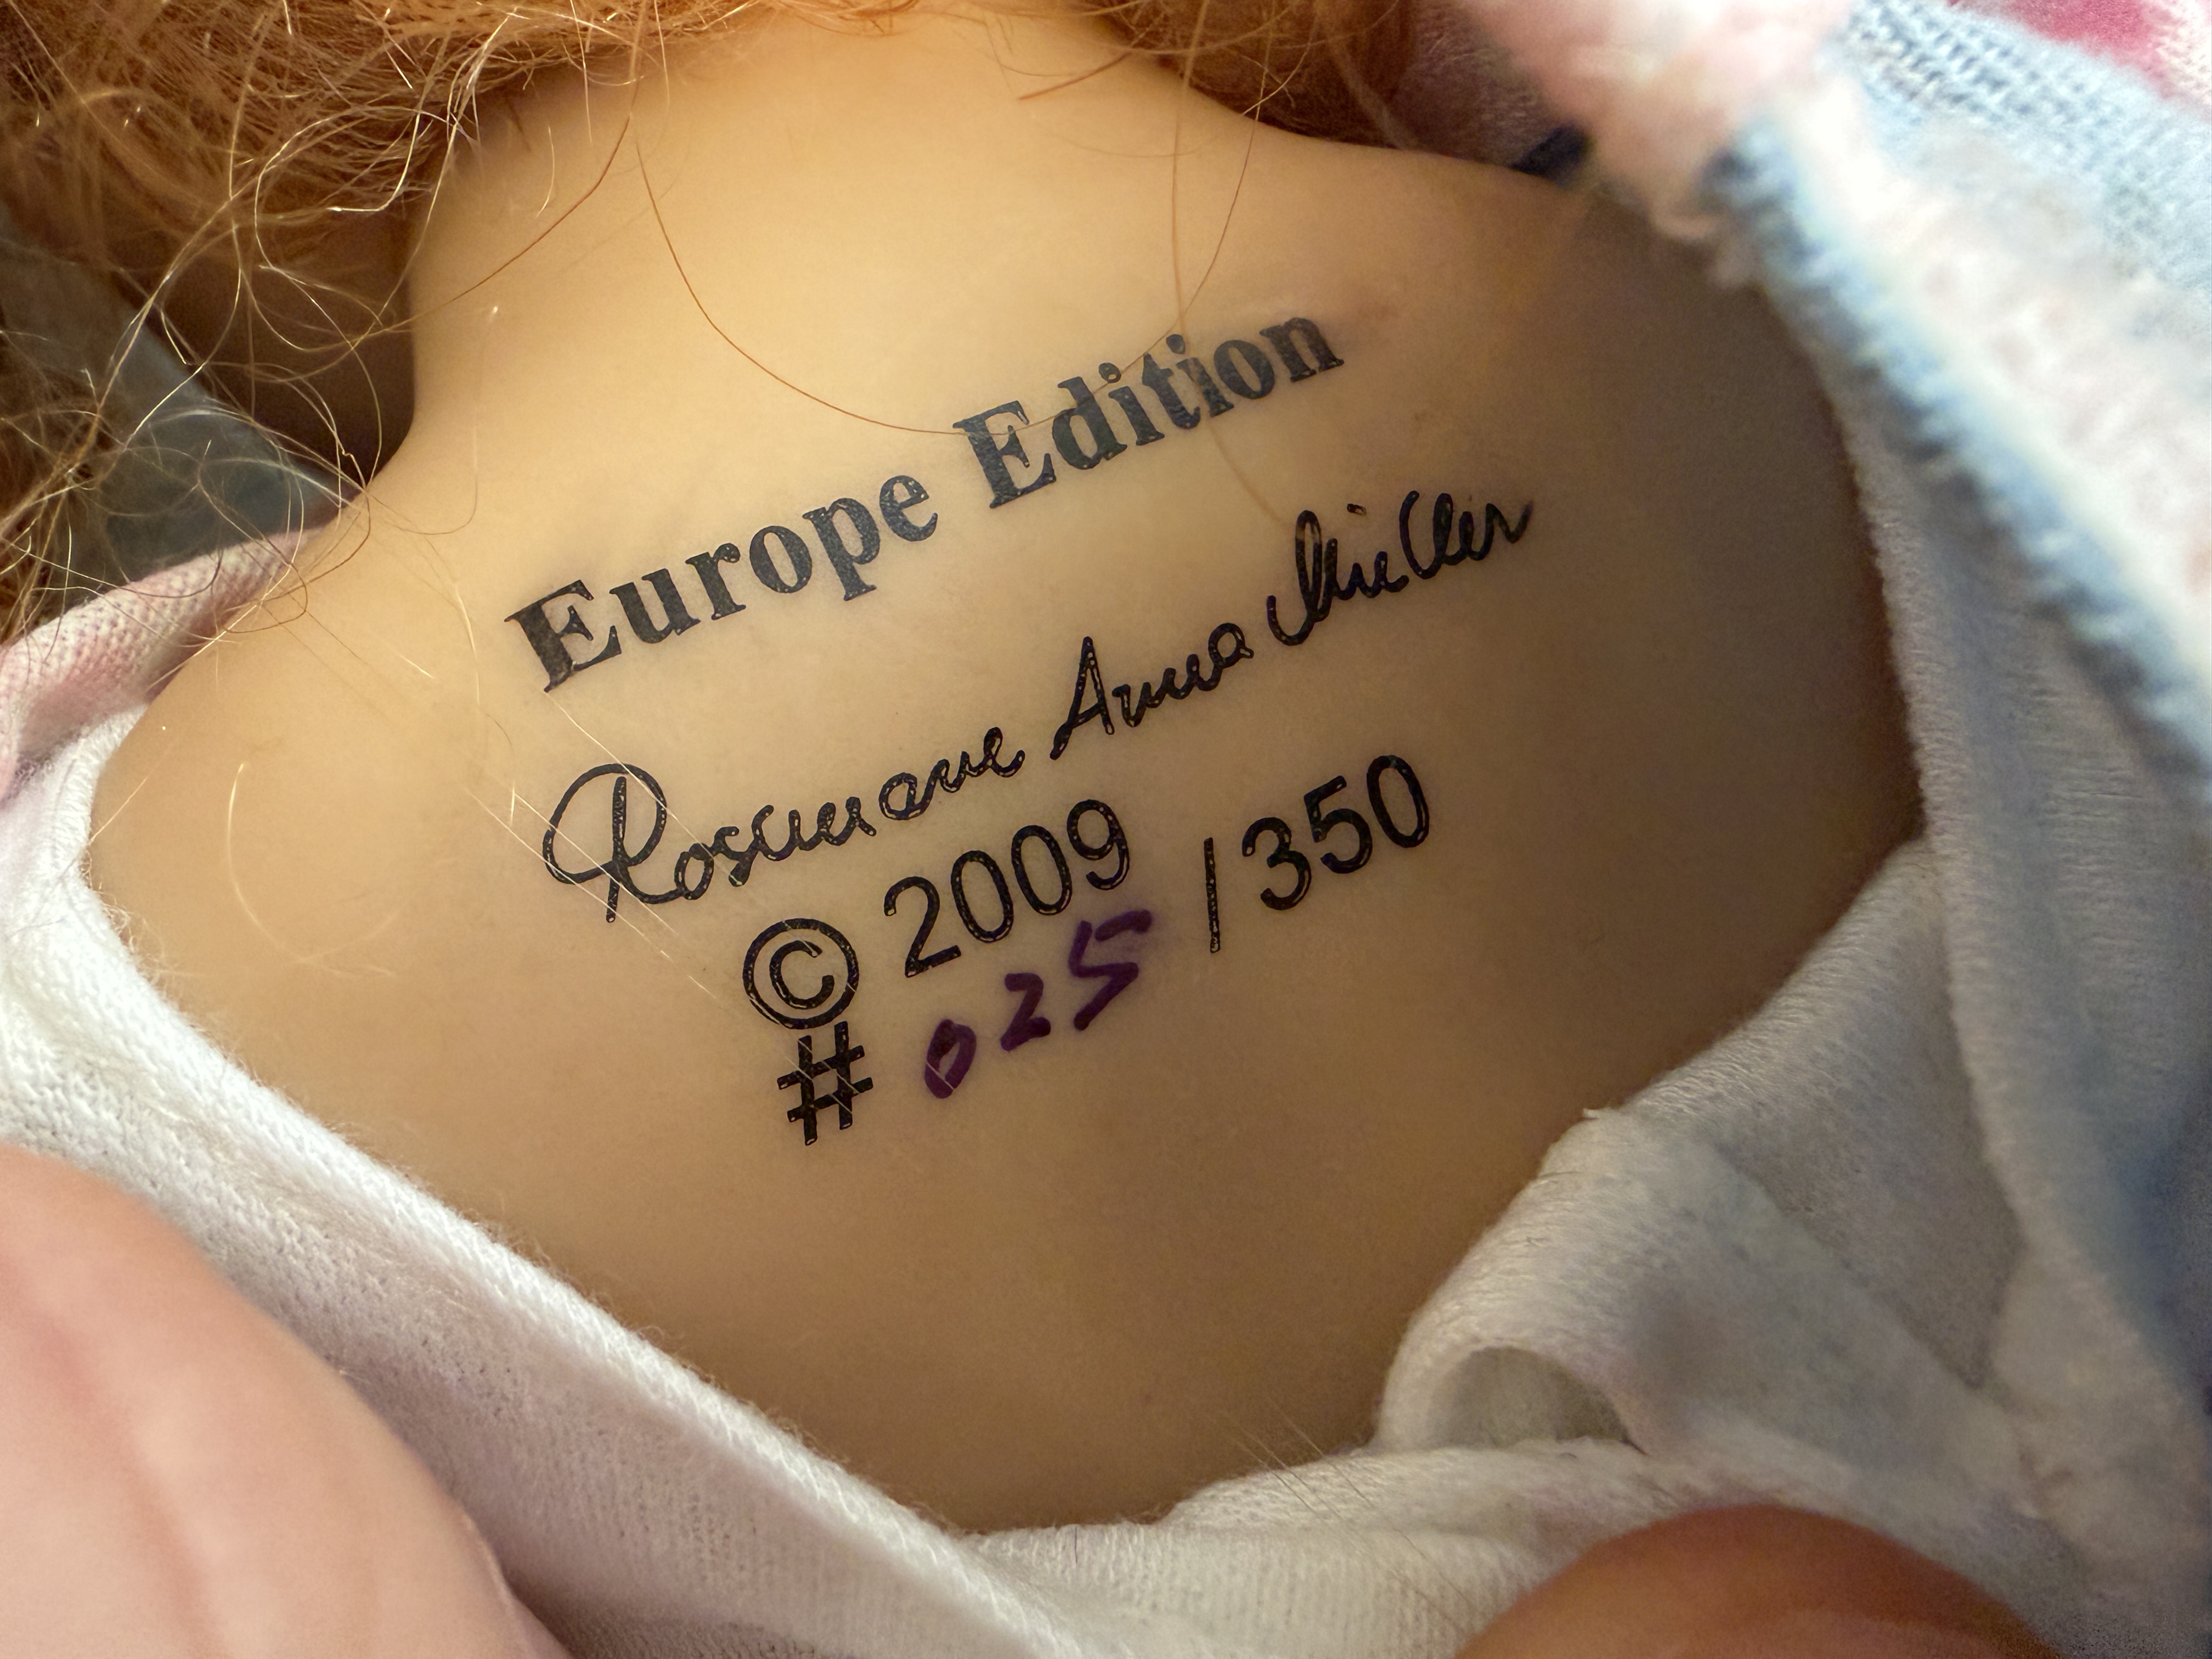 Europe Edition
Rosemarie Anna Müller
© 2009
# 025 /350